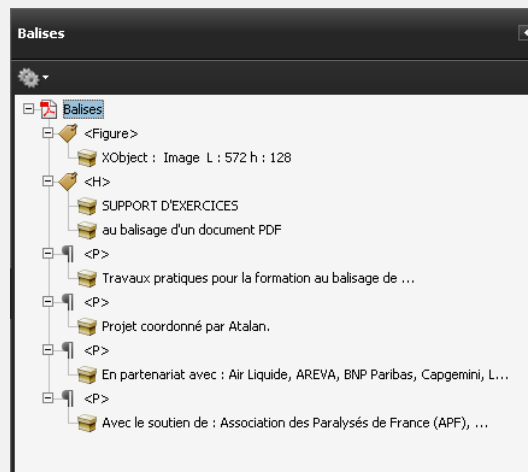 Balises
Balises
<Figure>
XObject : Image L : 572 h : 128
<H>
SUPPORT D'EXERCICES
au balisage d'un document PDF
<P>
Travaux pratiques pour la formation au balisage de ...
<P>
Projet coordonné par Atalan.
<P>
En partenariat avec : Air Liquide, AREVA, BNP Paribas, Capgemini, L...
<P>
Avec le soutien de : Association des Paralysés de France (APF), ...